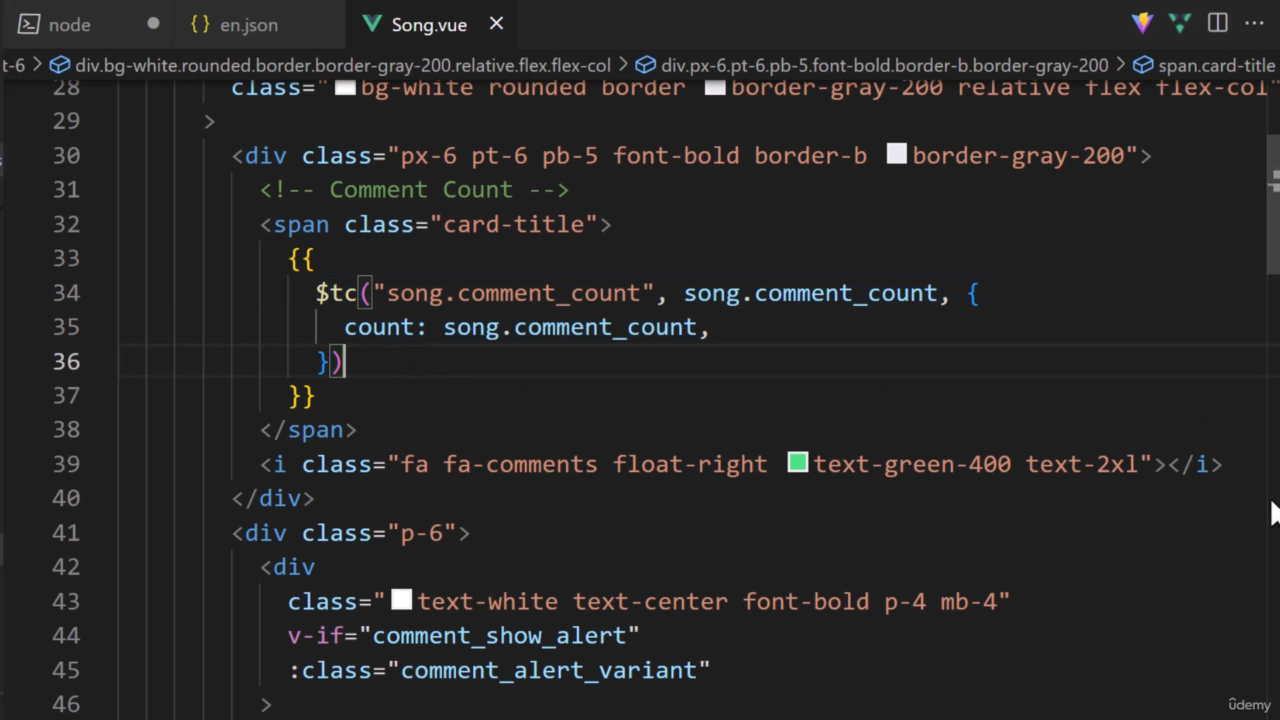 node
{} en.json
Song.vue
t-6 > div.bg-white.rounded.border.border-gray-200.relative.flex.flex-col > div.px-6.pt-6.pb-5.font-bold.border-b.border-gray-200 > span.card-title
28 class="bg-white rounded border border-gray-200 relative flex flex-col"
29 >
30 <div class="px-6 pt-6 pb-5 font-bold border-b border-gray-200">
31 <!-- Comment Count -->
32 <span class="card-title">
33 {{
34 $tc("song.comment_count", song.comment_count, {
35 count: song.comment_count,
36 })
37 }}
38 </span>
39 <i class="fa fa-comments float-right text-green-400 text-2xl"></i>
40 </div>
41 <div class="p-6">
42 <div
43 class="text-white text-center font-bold p-4 mb-4"
44 v-if="comment_show_alert"
45 :class="comment_alert_variant"
46 >
ûdemy